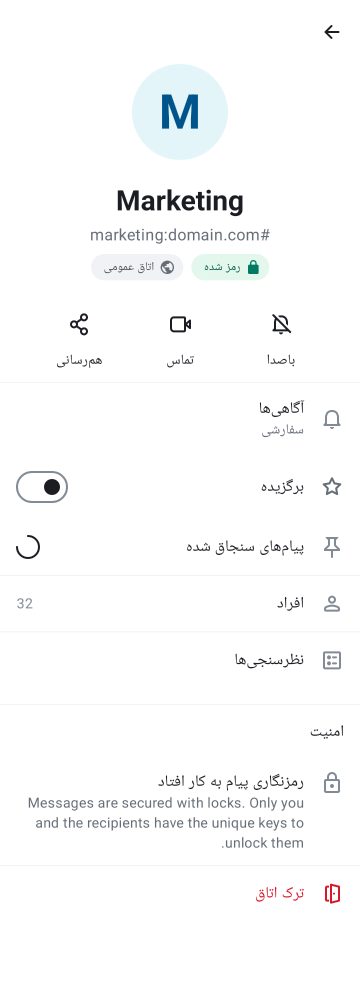 M
Marketing
marketing:domain.com#
رمز شده
اتاق عمومی
باصدا
تماس
هم‌رسانی
آگاهی‌ها
سفارشی
برگزیده
پیام‌های سنجاق شده
افراد
32
نظرسنجی‌ها
امنیت
رمزنگاری پیام به کار افتاد
Messages are secured with locks. Only you
and the recipients have the unique keys to
.unlock them
ترک اتاق